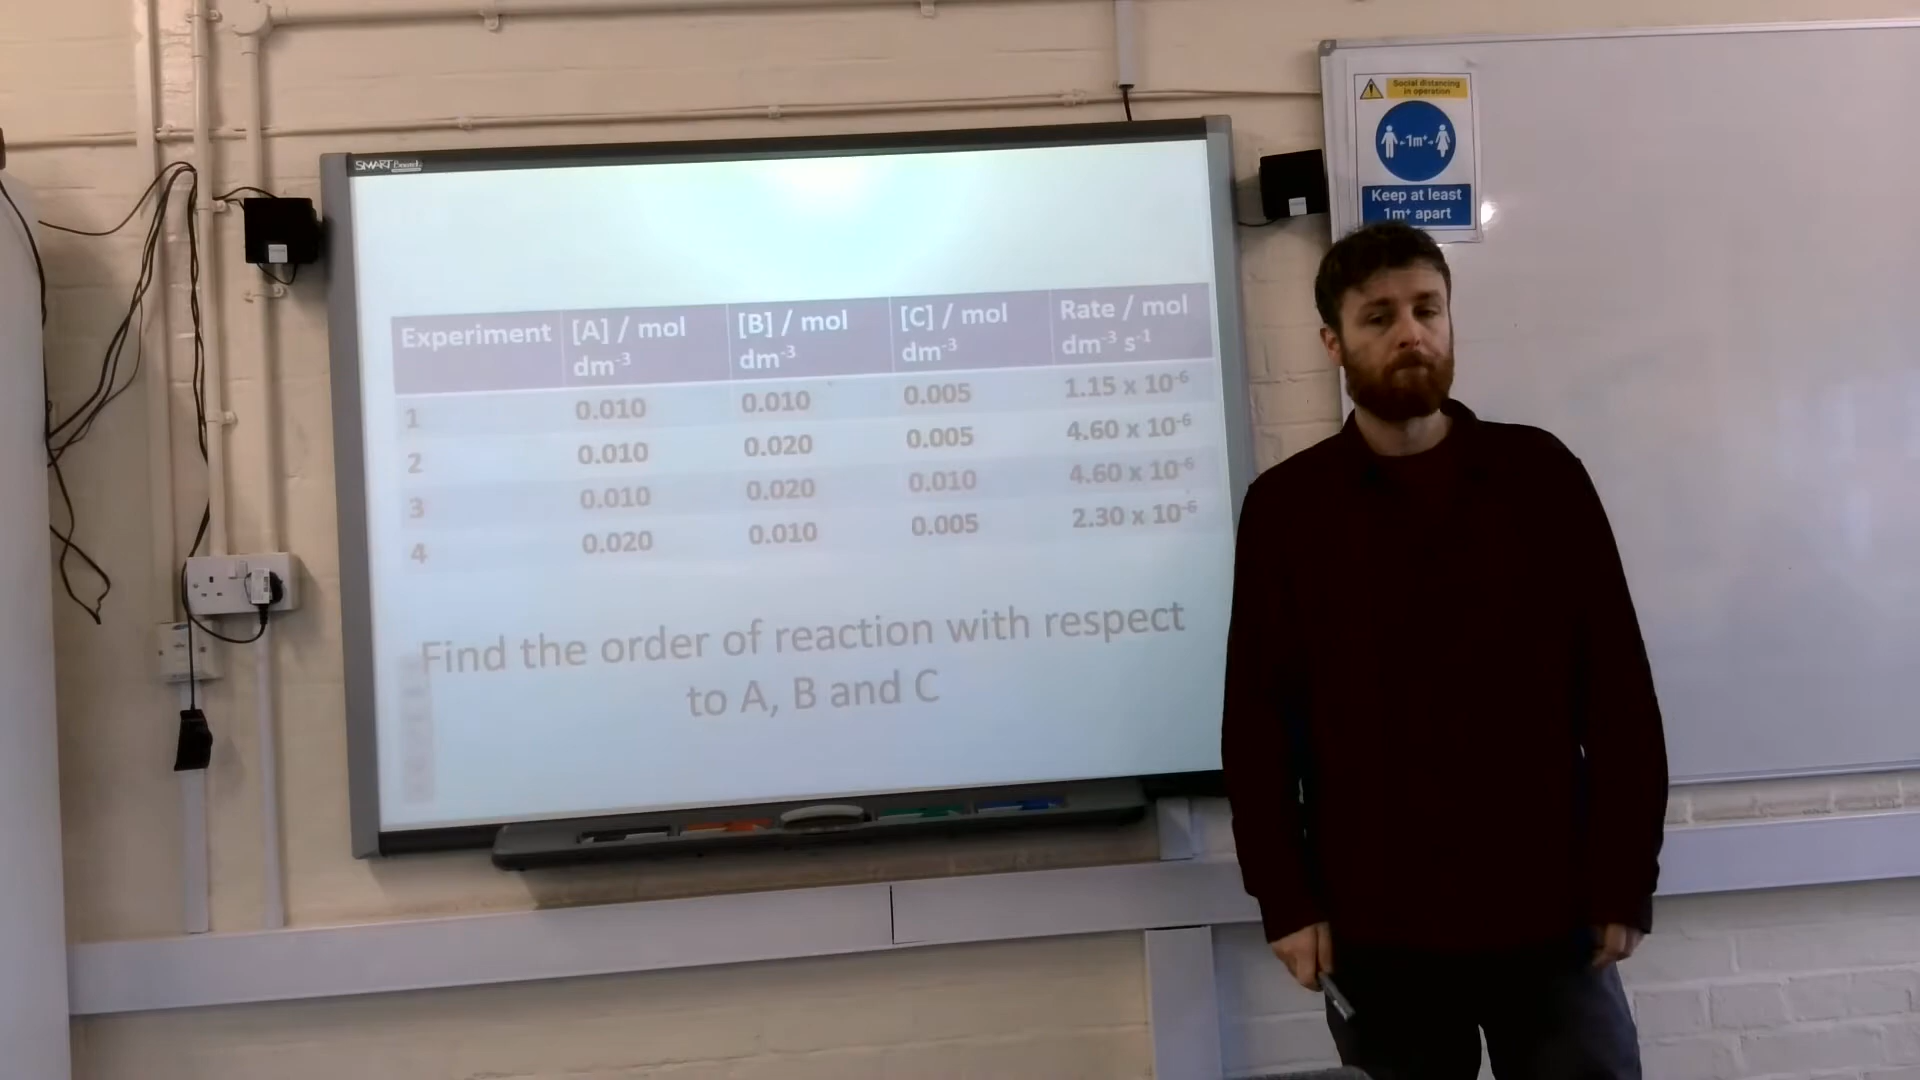 SMART Board
Social distancing
in operation
1m+
Keep at least
1m+ apart
Experiment [A] / mol dm-3 [B] / mol dm-3 [C] / mol dm-3 Rate / mol dm-3 s-1
1 0.010 0.010 0.005 1.15 x 10-6
2 0.010 0.020 0.005 4.60 x 10-6
3 0.010 0.020 0.010 4.60 x 10-6
4 0.020 0.010 0.005 2.30 x 10-6
Find the order of reaction with respect
to A, B and C